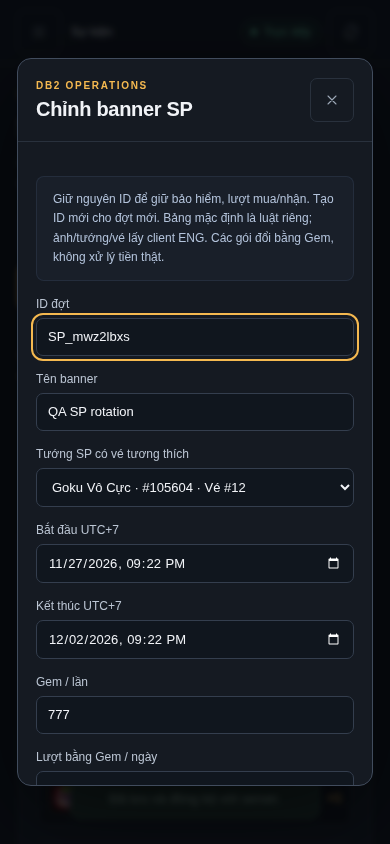 DB2 OPERATIONS
Chỉnh banner SP
Giữ nguyên ID để giữ bảo hiểm, lượt mua/nhận. Tạo
ID mới cho đợt mới. Bảng mặc định là luật riêng;
ảnh/tướng/vé lấy client ENG. Các gói đổi bằng Gem,
không xử lý tiền thật.
ID đợt
SP_mwz2lbxs
Tên banner
QA SP rotation
Tướng SP có vé tương thích
Goku Vô Cực · #105604 · Vé #12
Bắt đầu UTC+7
11/27/2026, 09:22 PM
Kết thúc UTC+7
12/02/2026, 09:22 PM
Gem / lần
777
Lượt bằng Gem / ngày